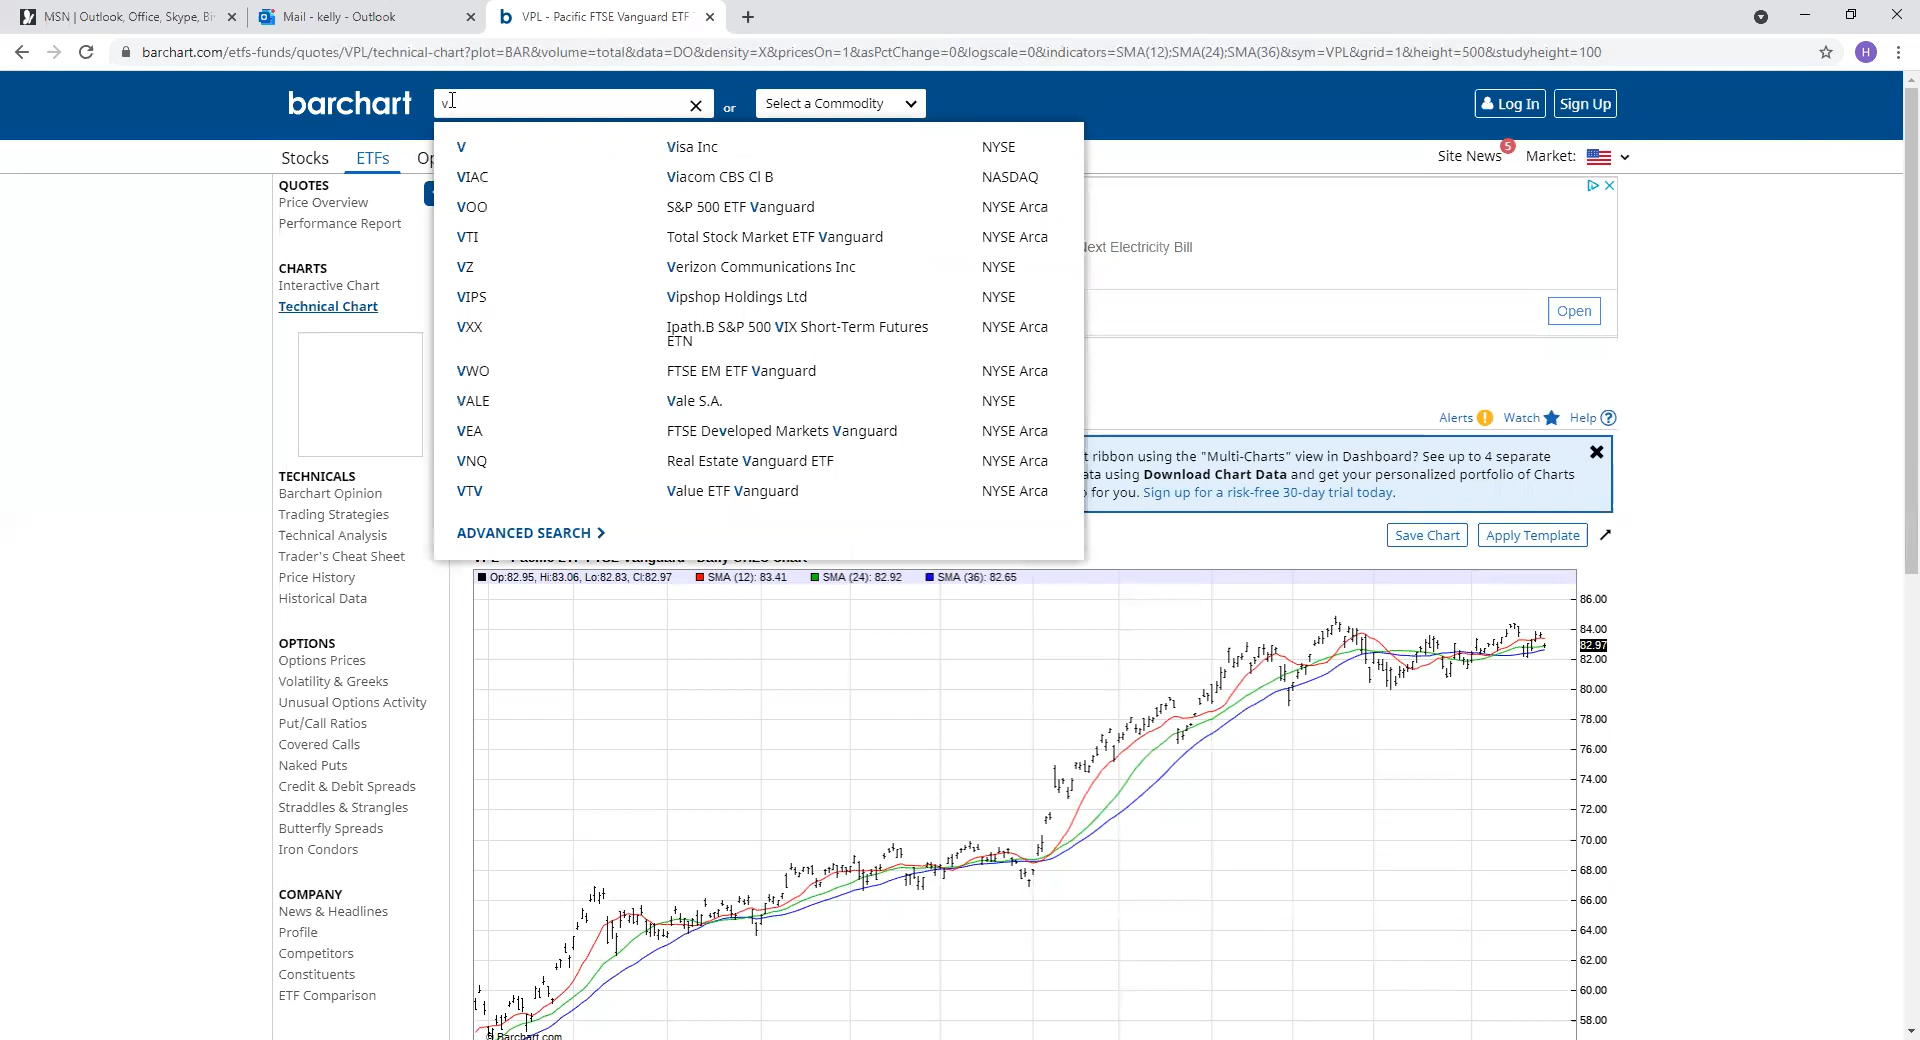 MSN | Outlook, Office, Skype, Bi
Mail - kelly - Outlook
VPL - Pacific FTSE Vanguard ETF
barchart.com/etfs-funds/quotes/VPL/technical-chart?plot=BAR&volume=total&data=DO&density=X&pricesOn=1&asPctChange=0&logscale=0&indicators=SMA(12);SMA(24);SMA(36)&sym=VPL&grid=1&height=500&studyheight=100
H
barchart
v
or
Select a Commodity
Log In
Sign Up
Stocks
ETFs
Op
Site News
5
Market:
V Visa Inc NYSE
VIAC Viacom CBS Cl B NASDAQ
VOO S&P 500 ETF Vanguard NYSE Arca
VTI Total Stock Market ETF Vanguard NYSE Arca
VZ Verizon Communications Inc NYSE
VIPS Vipshop Holdings Ltd NYSE
VXX Ipath.B S&P 500 VIX Short-Term Futures NYSE Arca
ETN
VWO FTSE EM ETF Vanguard NYSE Arca
VALE Vale S.A. NYSE
VEA FTSE Developed Markets Vanguard NYSE Arca
VNQ Real Estate Vanguard ETF NYSE Arca
VTV Value ETF Vanguard NYSE Arca
ADVANCED SEARCH
QUOTES
Price Overview
Performance Report
CHARTS
Interactive Chart
Technical Chart
TECHNICALS
Barchart Opinion
Trading Strategies
Technical Analysis
Trader's Cheat Sheet
Price History
Historical Data
OPTIONS
Options Prices
Volatility & Greeks
Unusual Options Activity
Put/Call Ratios
Covered Calls
Naked Puts
Credit & Debit Spreads
Straddles & Strangles
Butterfly Spreads
Iron Condors
COMPANY
News & Headlines
Profile
Competitors
Constituents
ETF Comparison
Next Electricity Bill
Open
Alerts
Watch
Help
ribbon using the "Multi-Charts" view in Dashboard? See up to 4 separate
using Download Chart Data and get your personalized portfolio of Charts
for you. Sign up for a risk-free 30-day trial today.
Save Chart
Apply Template
Op:82.95, Hi:83.06, Lo:82.83, Cl:82.97 SMA (12): 83.41 SMA (24): 82.92 SMA (36): 82.65
86.00
84.00
82.97
82.00
80.00
78.00
76.00
74.00
72.00
70.00
68.00
66.00
64.00
62.00
60.00
58.00
© Barchart.com